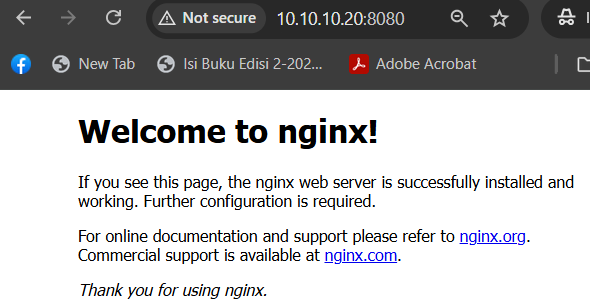 Not secure 10.10.10.20:8080
New Tab Isi Buku Edisi 2-202... Adobe Acrobat
Welcome to nginx!
If you see this page, the nginx web server is successfully installed and
working. Further configuration is required.
For online documentation and support please refer to nginx.org.
Commercial support is available at nginx.com.
Thank you for using nginx.